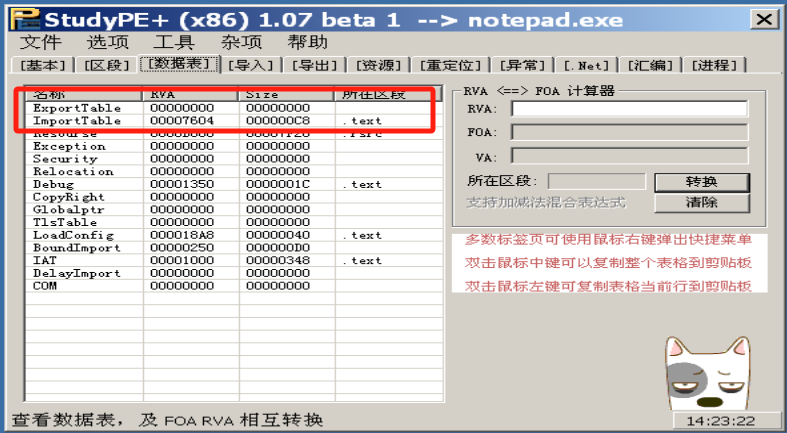 StudyPE+ (x86) 1.07 beta 1 --> notepad.exe
文件 选项 工具 杂项 帮助
[基本] [区段] [数据表] [导入] [导出] [资源] [重定位] [异常] [.Net] [汇编] [进程]
名称 RVA Size 所在区段
ExportTable 00000000 00000000
ImportTable 00007604 000000C8 .text
Resourse 0000B000 00007F20 .rsrc
Exception 00000000 00000000
Security 00000000 00000000
Relocation 00000000 00000000
Debug 00001350 0000001C .text
CopyRight 00000000 00000000
Globalptr 00000000 00000000
TlsTable 00000000 00000000
LoadConfig 000018A8 00000040 .text
BoundImport 00000250 000000D0
IAT 00001000 00000348 .text
DelayImport 00000000 00000000
COM 00000000 00000000
RVA <==> FOA 计算器
RVA:
FOA:
VA:
所在区段:
转换
支持加减法混合表达式
清除
多数标签页可使用鼠标右键弹出快捷菜单
双击鼠标中键可以复制整个表格到剪贴板
双击鼠标左键可复制表格当前行到剪贴板
查看数据表，及 FOA RVA 相互转换
14:23:22